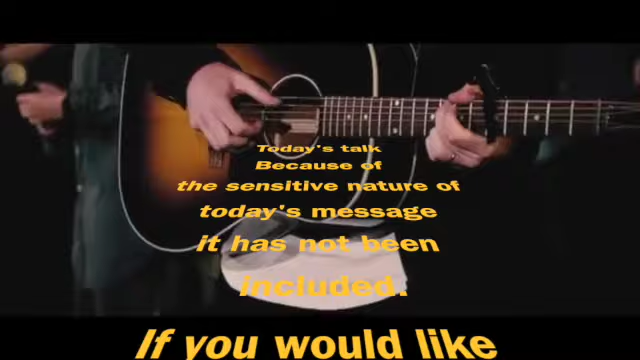 Today's talk
Because of
the sensitive nature of
today's message
it has not been
included.
If you would like